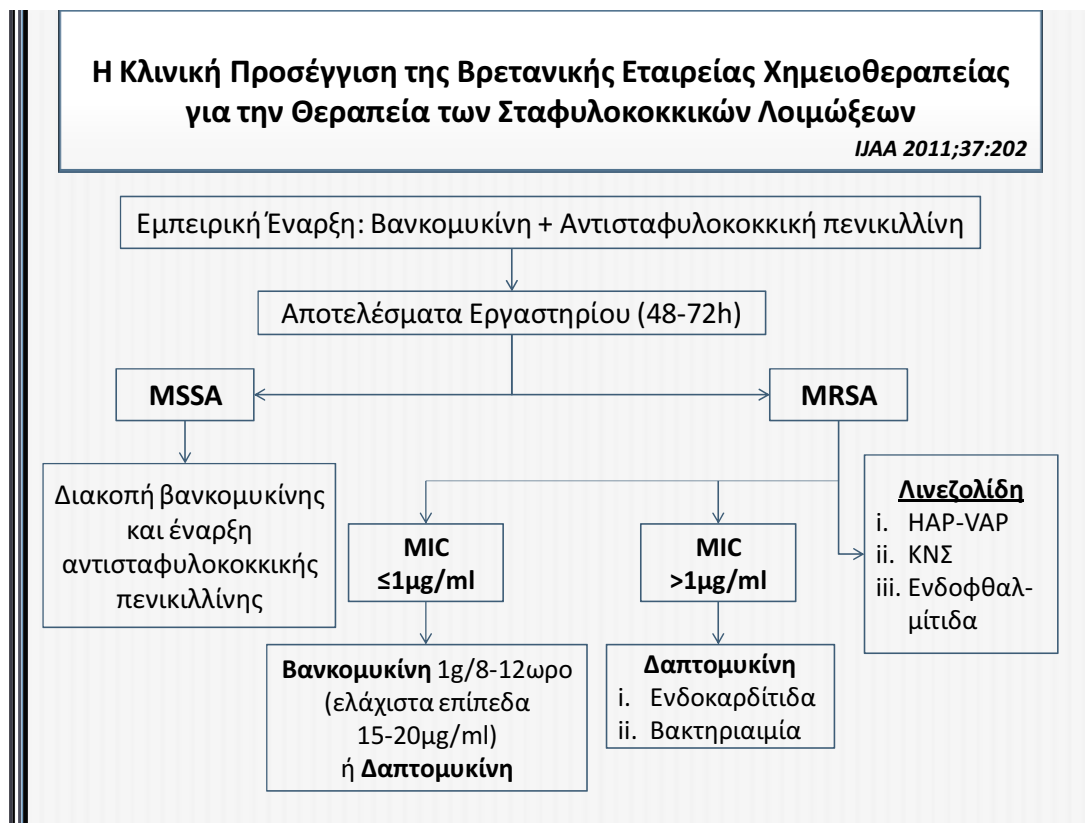 Η Κλινική Προσέγγιση της Βρετανικής Εταιρείας Χημειοθεραπείας
για την Θεραπεία των Σταφυλοκοκκικών Λοιμώξεων
IJAA 2011;37:202
Εμπειρική Έναρξη: Βανκομυκίνη + Αντισταφυλοκοκκική πενικιλλίνη
Αποτελέσματα Εργαστηρίου (48-72h)
MSSA
MRSA
Διακοπή βανκομυκίνης
και έναρξη
αντισταφυλοκοκκικής
πενικιλλίνης
MIC
≤1μg/ml
MIC
>1μg/ml
Λινεζολίδη
i. HAP-VAP
ii. ΚΝΣ
iii. Ενδοφθαλ-
μίτιδα
Βανκομυκίνη 1g/8-12ωρο
(ελάχιστα επίπεδα
15-20μg/ml)
ή Δαπτομυκίνη
Δαπτομυκίνη
i. Ενδοκαρδίτιδα
ii. Βακτηριαιμία